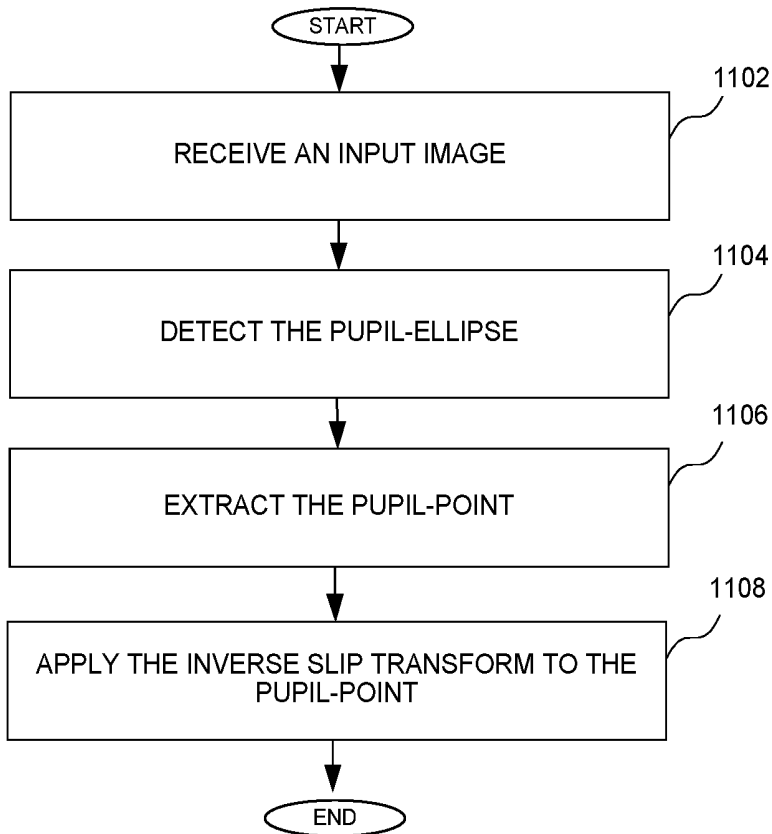 START
1102
RECEIVE AN INPUT IMAGE
1104
DETECT THE PUPIL-ELLIPSE
1106
EXTRACT THE PUPIL-POINT
1108
APPLY THE INVERSE SLIP TRANSFORM TO THE
PUPIL-POINT
END